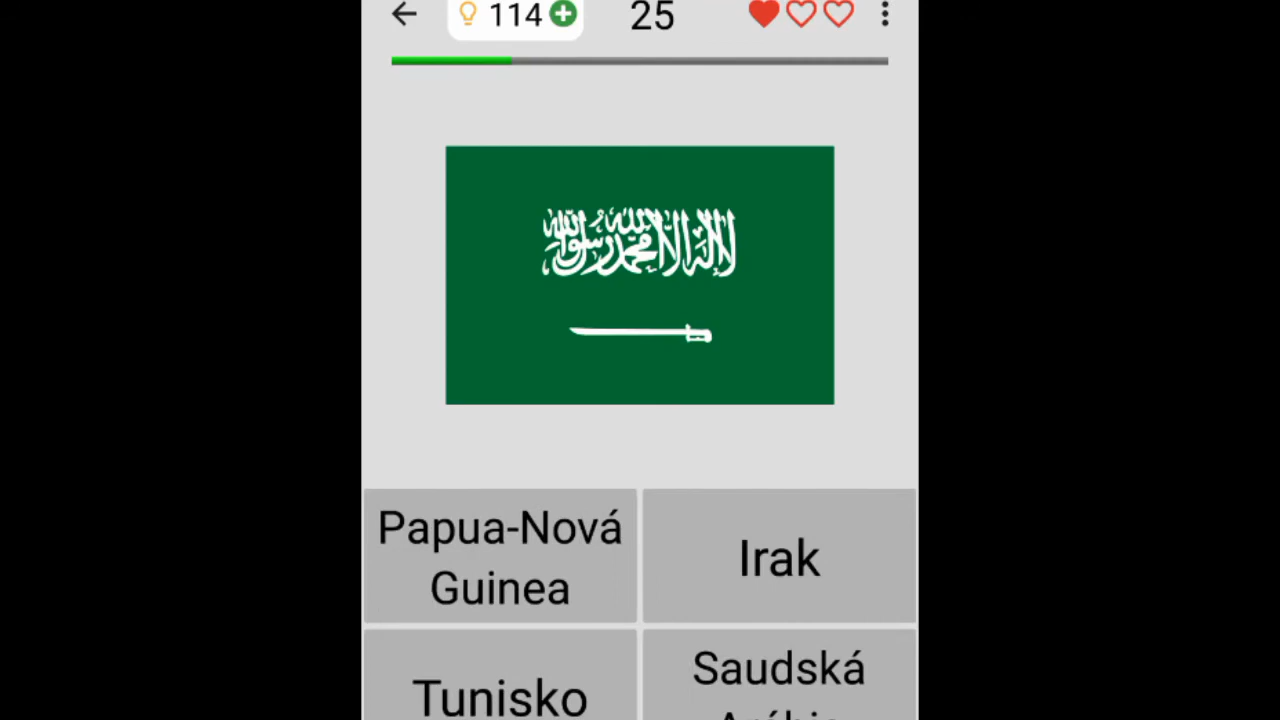 114
25
لا إله إلا الله محمد رسول الله
Papua-Nová
Guinea
Irak
Tunisko
Saudská